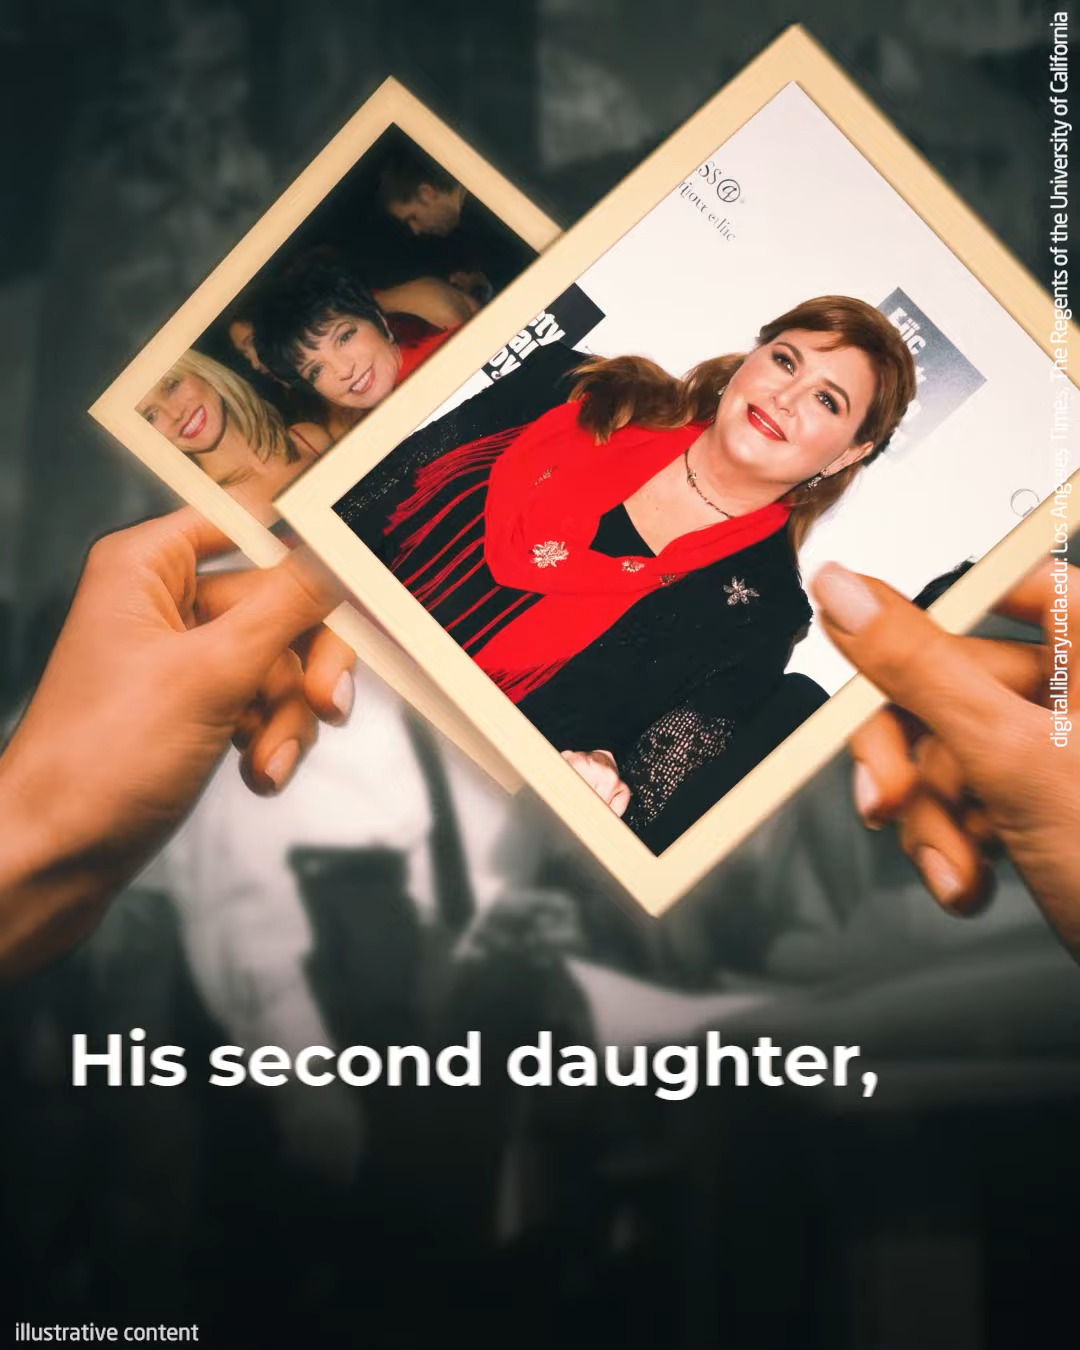 digital.library.ucla.edu: Los Angeles Times, The Regents of the University of California
His second daughter,
illustrative content